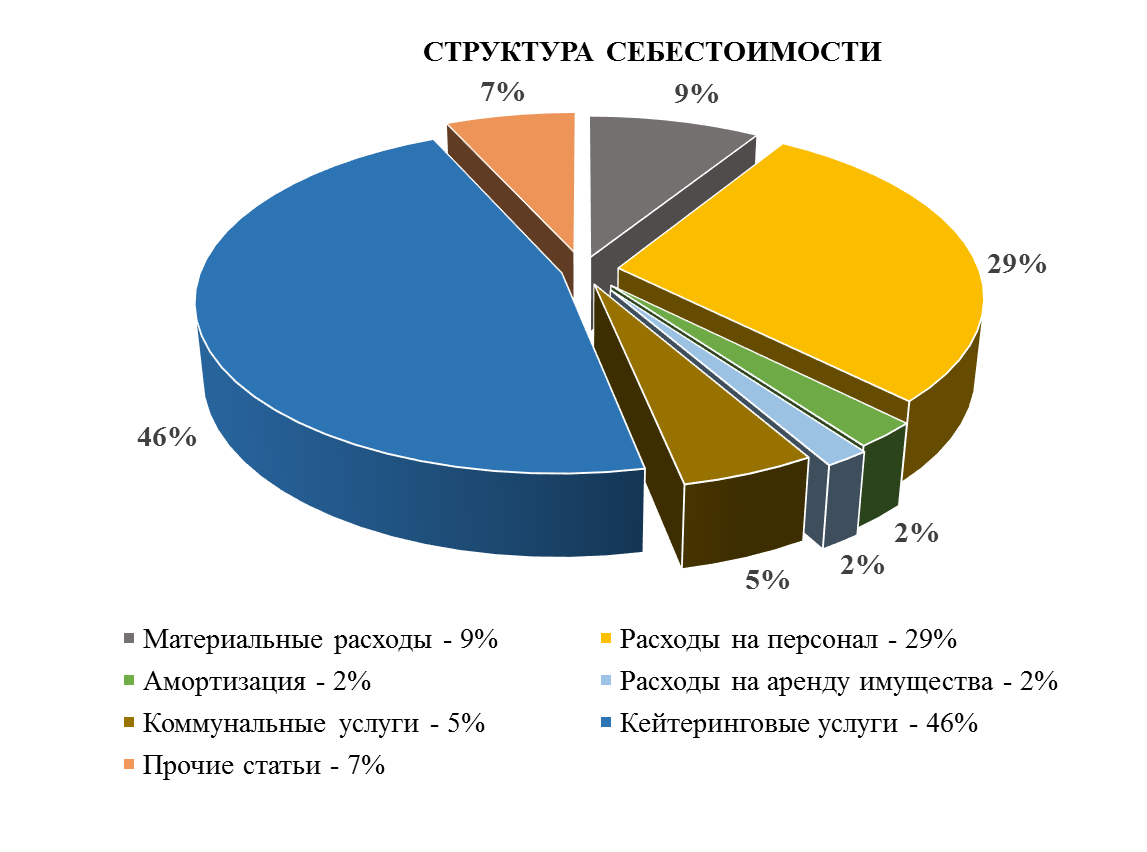 СТРУКТУРА СЕБЕСТОИМОСТИ
7%
9%
29%
46%
2%
2%
5%
Материальные расходы - 9%
Расходы на персонал - 29%
Амортизация - 2%
Расходы на аренду имущества - 2%
Коммунальные услуги - 5%
Кейтеринговые услуги - 46%
Прочие статьи - 7%